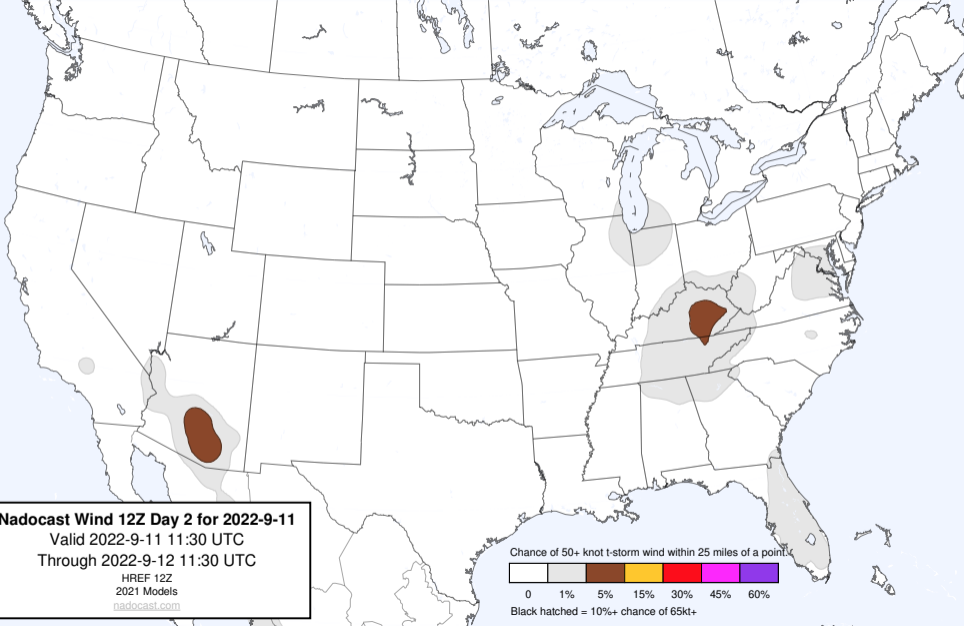 Nadocast Wind 12Z Day 2 for 2022-9-11
Valid 2022-9-11 11:30 UTC
Through 2022-9-12 11:30 UTC
HREF 12Z
2021 Models
nadocast.com
Chance of 50+ knot t-storm wind within 25 miles of a point.
0 1% 5% 15% 30% 45% 60%
Black hatched = 10%+ chance of 65kt+